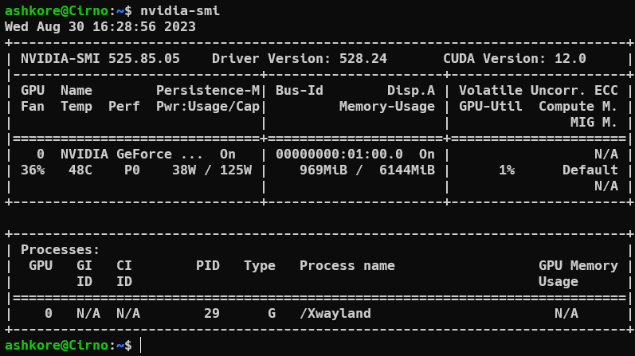 ashkore@Cirno:~$ nvidia-smi
Wed Aug 30 16:28:56 2023
+-----------------------------------------------------------------------------+
| NVIDIA-SMI 525.85.05    Driver Version: 528.24       CUDA Version: 12.0     |
|-------------------------------+----------------------+----------------------+
| GPU  Name        Persistence-M| Bus-Id        Disp.A | Volatile Uncorr. ECC |
| Fan  Temp  Perf  Pwr:Usage/Cap|         Memory-Usage | GPU-Util  Compute M. |
|                               |                      |               MIG M. |
|===============================+======================+======================|
|   0  NVIDIA GeForce ...  On   | 00000000:01:00.0  On |                  N/A |
| 36%   48C    P0    38W / 125W |    969MiB /  6144MiB |      1%      Default |
|                               |                      |                  N/A |
+-------------------------------+----------------------+----------------------+

+-----------------------------------------------------------------------------+
| Processes:                                                                  |
|  GPU   GI   CI        PID   Type   Process name                  GPU Memory |
|        ID   ID                                                   Usage      |
|=============================================================================|
|    0   N/A  N/A        29      G   /Xwayland                       N/A      |
+-----------------------------------------------------------------------------+
ashkore@Cirno:~$